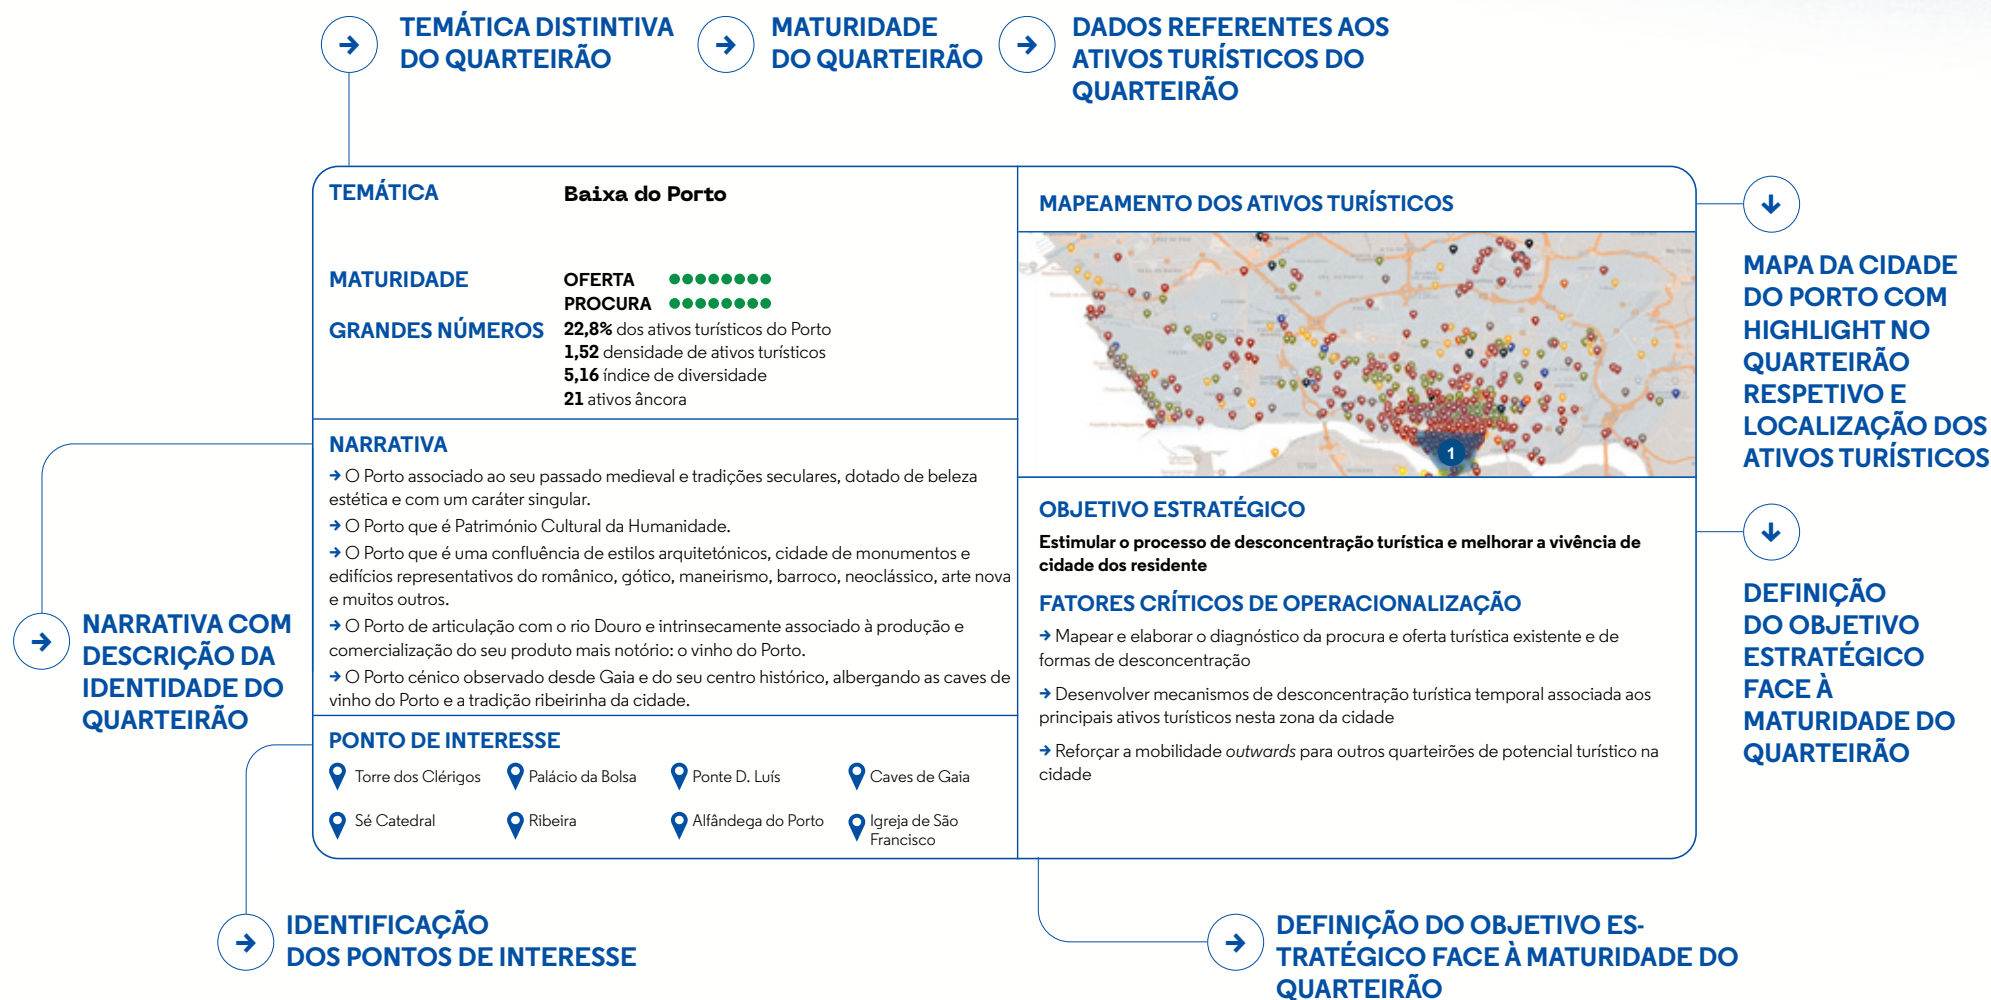 TEMÁTICA DISTINTIVA
DO QUARTEIRÃO
MATURIDADE
DO QUARTEIRÃO
DADOS REFERENTES AOS
ATIVOS TURÍSTICOS DO
QUARTEIRÃO
TEMÁTICA
Baixa do Porto
MATURIDADE
OFERTA
PROCURA
GRANDES NÚMEROS
22,8% dos ativos turísticos do Porto
1,52 densidade de ativos turísticos
5,16 índice de diversidade
21 ativos âncora
NARRATIVA
→ O Porto associado ao seu passado medieval e tradições seculares, dotado de beleza
estética e com um caráter singular.
→ O Porto que é Património Cultural da Humanidade.
→ O Porto que é uma confluência de estilos arquitetónicos, cidade de monumentos e
edifícios representativos do românico, gótico, maneirismo, barroco, neoclássico, arte nova
e muitos outros.
→ O Porto de articulação com o rio Douro e intrinsecamente associado à produção e
comercialização do seu produto mais notório: o vinho do Porto.
→ O Porto cénico observado desde Gaia e do seu centro histórico, albergando as caves de
vinho do Porto e a tradição ribeirinha da cidade.
PONTO DE INTERESSE
Torre dos Clérigos
Palácio da Bolsa
Ponte D. Luís
Caves de Gaia
Sé Catedral
Ribeira
Alfândega do Porto
Igreja de São
Francisco
MAPEAMENTO DOS ATIVOS TURÍSTICOS
1
OBJETIVO ESTRATÉGICO
Estimular o processo de desconcentração turística e melhorar a vivência de
cidade dos residente
FATORES CRÍTICOS DE OPERACIONALIZAÇÃO
→ Mapear e elaborar o diagnóstico da procura e oferta turística existente e de
formas de desconcentração
→ Desenvolver mecanismos de desconcentração turística temporal associada aos
principais ativos turísticos nesta zona da cidade
→ Reforçar a mobilidade outwards para outros quarteirões de potencial turístico na
cidade
MAPA DA CIDADE
DO PORTO COM
HIGHLIGHT NO
QUARTEIRÃO
RESPETIVO E
LOCALIZAÇÃO DOS
ATIVOS TURÍSTICOS
DEFINIÇÃO
DO OBJETIVO
ESTRATÉGICO
FACE À
MATURIDADE DO
QUARTEIRÃO
NARRATIVA COM
DESCRIÇÃO DA
IDENTIDADE DO
QUARTEIRÃO
IDENTIFICAÇÃO
DOS PONTOS DE INTERESSE
DEFINIÇÃO DO OBJETIVO ES-
TRATÉGICO FACE À MATURIDADE DO
QUARTEIRÃO